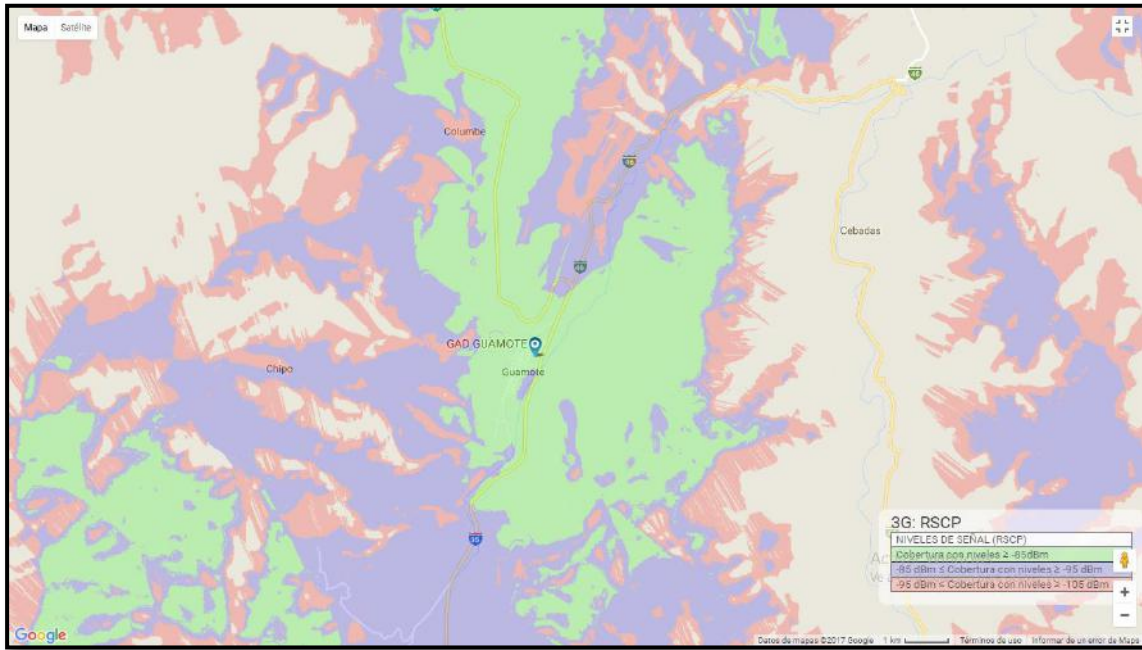 Mapa Satélite
46
Columbe
46
Cebadas
46
GAD GUAMOTE
Guamote
Chipo
35
3G: RSCP
NIVELES DE SEÑAL (RSCP)
Cobertura con niveles ≥ -85dBm
-85 dBm ≤ Cobertura con niveles ≥ -95 dBm
-95 dBm ≤ Cobertura con niveles ≥ -105 dBm
+
−
Google
Datos de mapas ©2017 Google 1 km Términos de uso Informar de un error de Maps